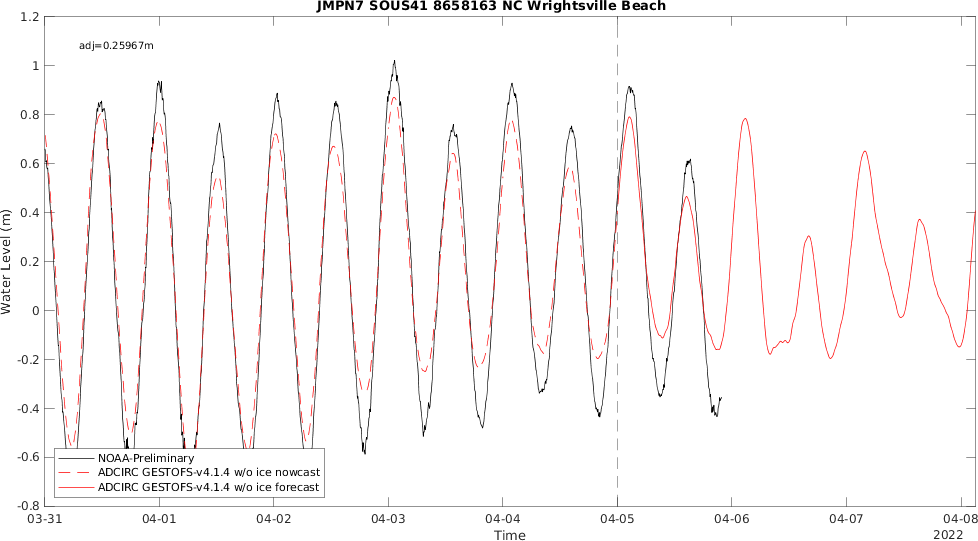 JMPN7 SOUS41 8658163 NC Wrightsville Beach
adj=0.25967m
1.2
1
0.8
0.6
0.4
0.2
0
-0.2
-0.4
-0.6
-0.8
Water Level (m)
NOAA-Preliminary
ADCIRC GESTOFS-v4.1.4 w/o ice nowcast
ADCIRC GESTOFS-v4.1.4 w/o ice forecast
03-31 04-01 04-02 04-03 04-04 04-05 04-06 04-07 04-08
Time
2022